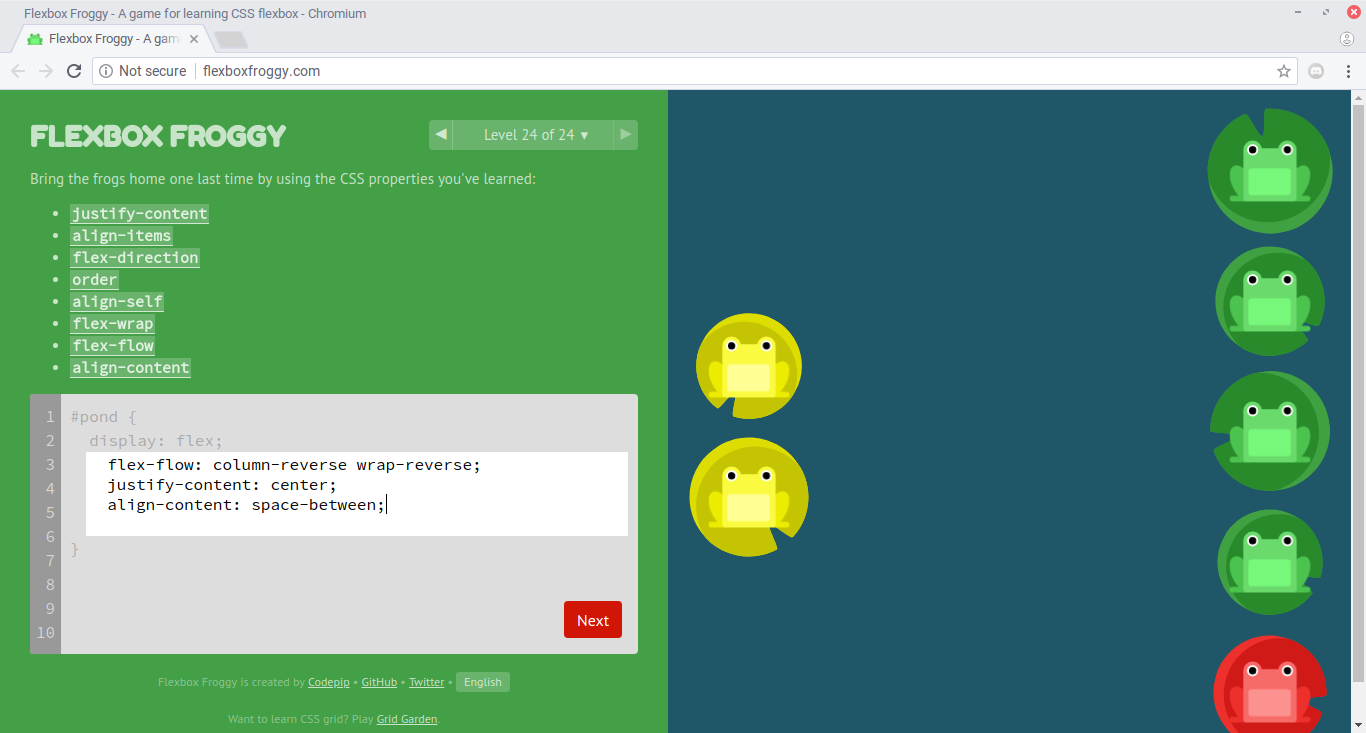 Flexbox Froggy - A game for learning CSS flexbox - Chromium
Flexbox Froggy - A gam
Not secure
flexboxfroggy.com
FLEXBOX FROGGY
◀ Level 24 of 24 ▾ ▶
Bring the frogs home one last time by using the CSS properties you've learned:
• justify-content
• align-items
• flex-direction
• order
• align-self
• flex-wrap
• flex-flow
• align-content
1 #pond {
2 display: flex;
3 flex-flow: column-reverse wrap-reverse;
4 justify-content: center;
5 align-content: space-between;
6
7 }
8
9
10
Next
Flexbox Froggy is created by Codepip • GitHub • Twitter • English
Want to learn CSS grid? Play Grid Garden.